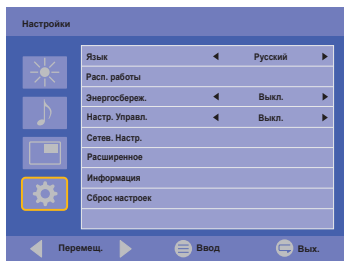 Настройки
Язык Русский
Расп. работы
Энергосбереж. Выкл.
Настр. Управл. Выкл.
Сетев. Настр.
Расширенное
Информация
Сброс настроек
Перемещ. Ввод Вых.